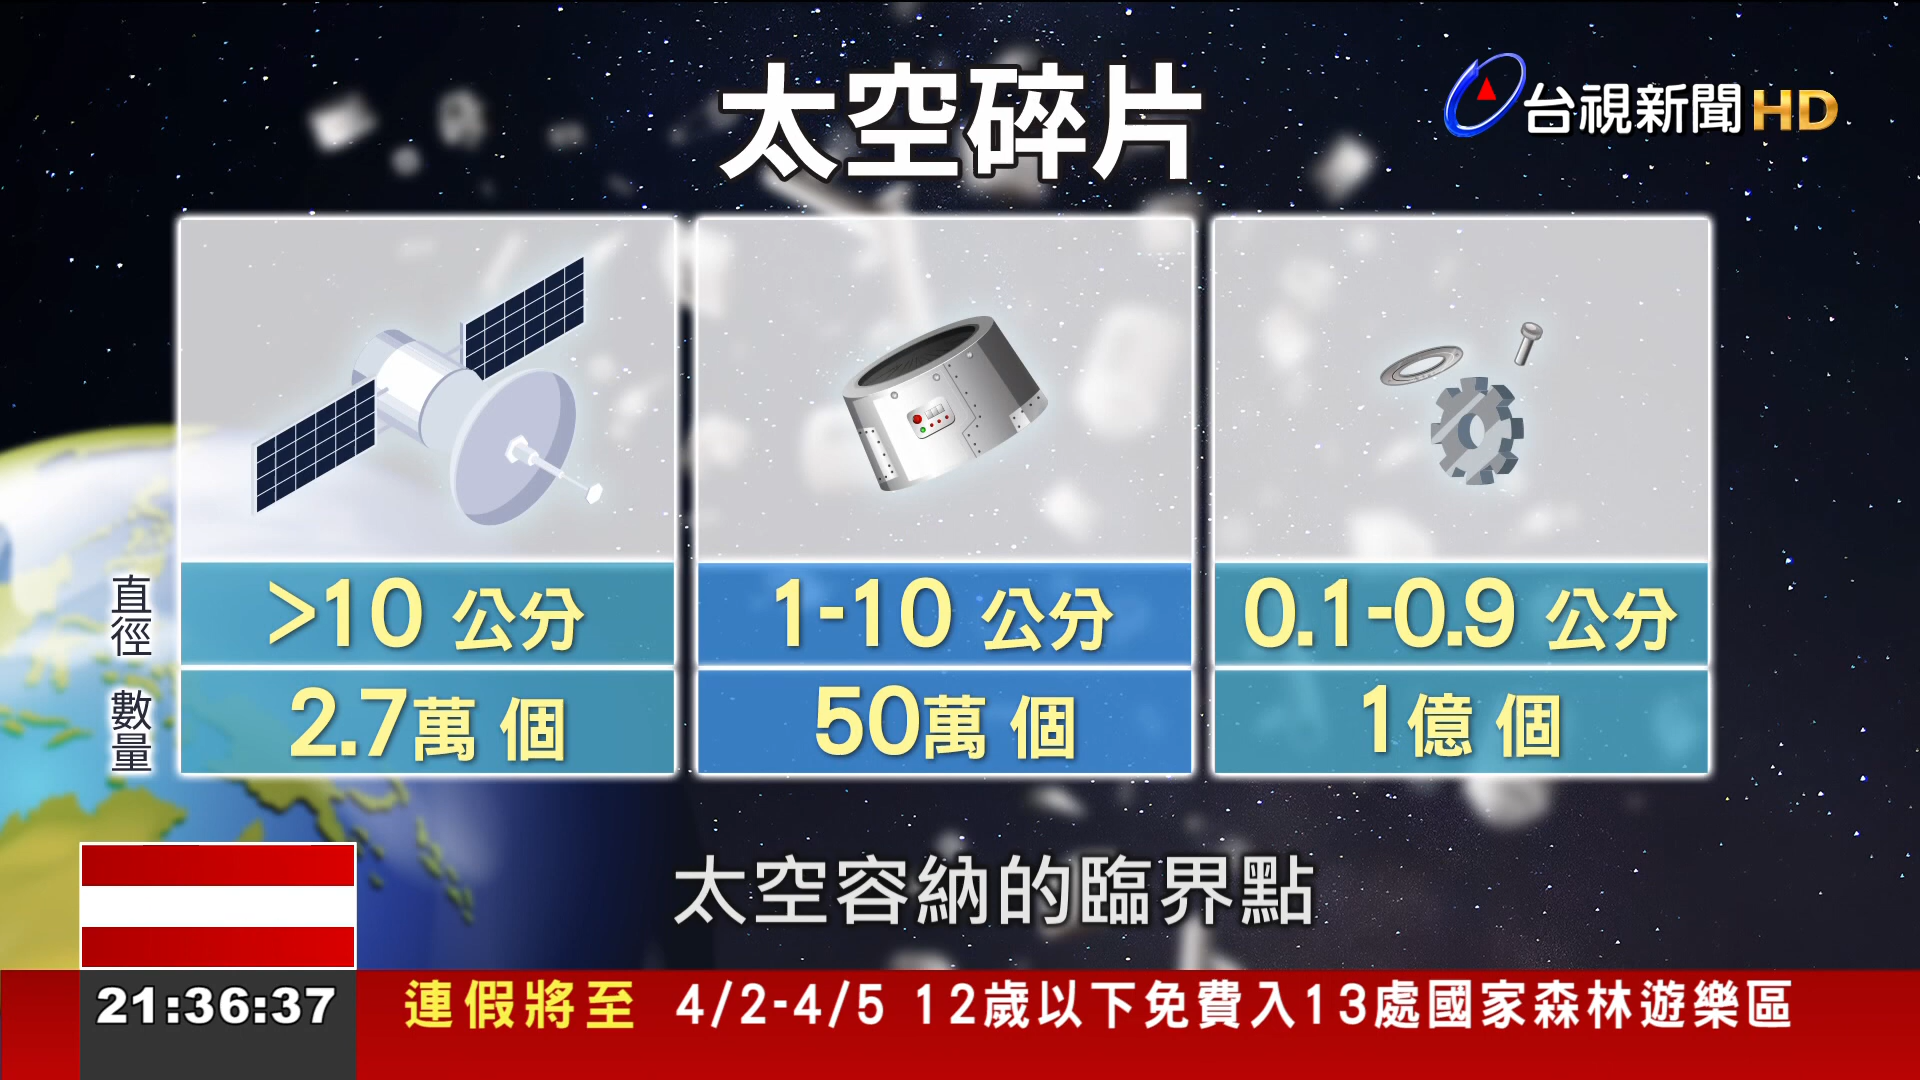 太空碎片
台視新聞HD
>10 公分
1-10 公分
0.1-0.9 公分
直徑
2.7萬 個
50萬 個
1億 個
數量
太空容納的臨界點
21:36:37
連假將至 4/2-4/5 12歲以下免費入13處國家森林遊樂區